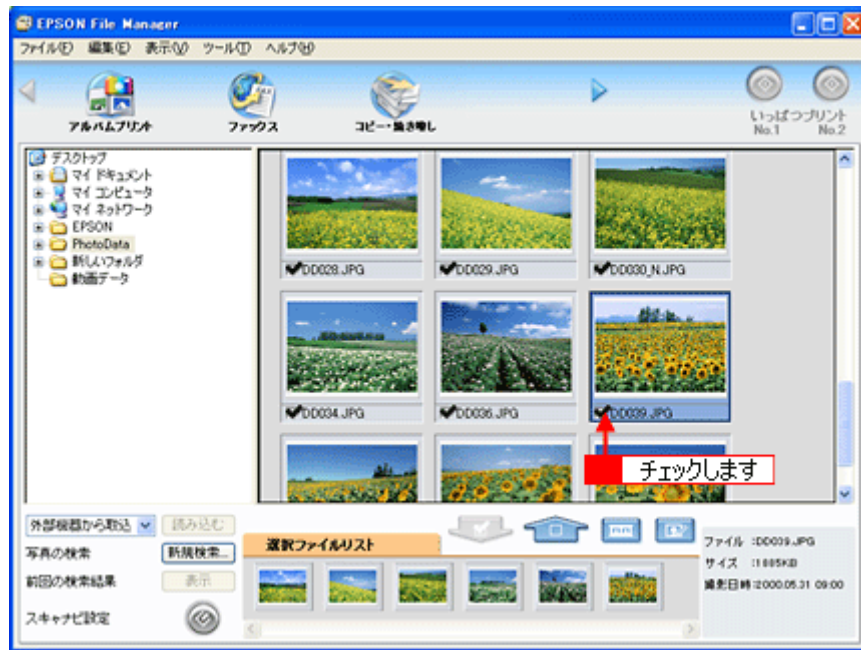 EPSON File Manager
ファイル(F) 編集(E) 表示(V) ツール(T) ヘルプ(H)
アルバムプリント ファックス コピー・焼き増し
いっぱつプリント
No.1 No.2
デスクトップ
マイ ドキュメント
マイ コンピュータ
マイ ネットワーク
EPSON
PhotoData
新しいフォルダ
動画データ
DD028.JPG DD029.JPG DD030_N.JPG
DD034.JPG DD036.JPG DD039.JPG
チェックします
外部機器から取込 読み込む
写真の検索 新規検索...
前回の検索結果 表示
スキャナビ設定
選択ファイルリスト
ファイル :DD039.JPG
サイズ :1885KB
撮影日時:2000.05.31 09:00